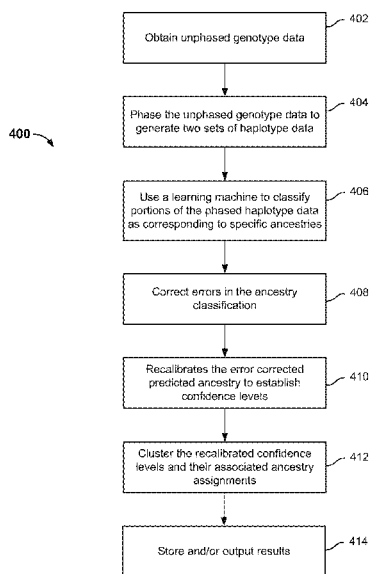 402
Obtain unphased genotype data
404
Phase the unphased genotype data to
generate two sets of haplotype data
400
406
Use a learning machine to classify
portions of the phased haplotype data
as corresponding to specific ancestries
408
Correct errors in the ancestry
classification
410
Recalibrates the error corrected
predicted ancestry to establish
confidence levels
412
Cluster the recalibrated confidence
levels and their associated ancestry
assignments
414
Store and/or output results